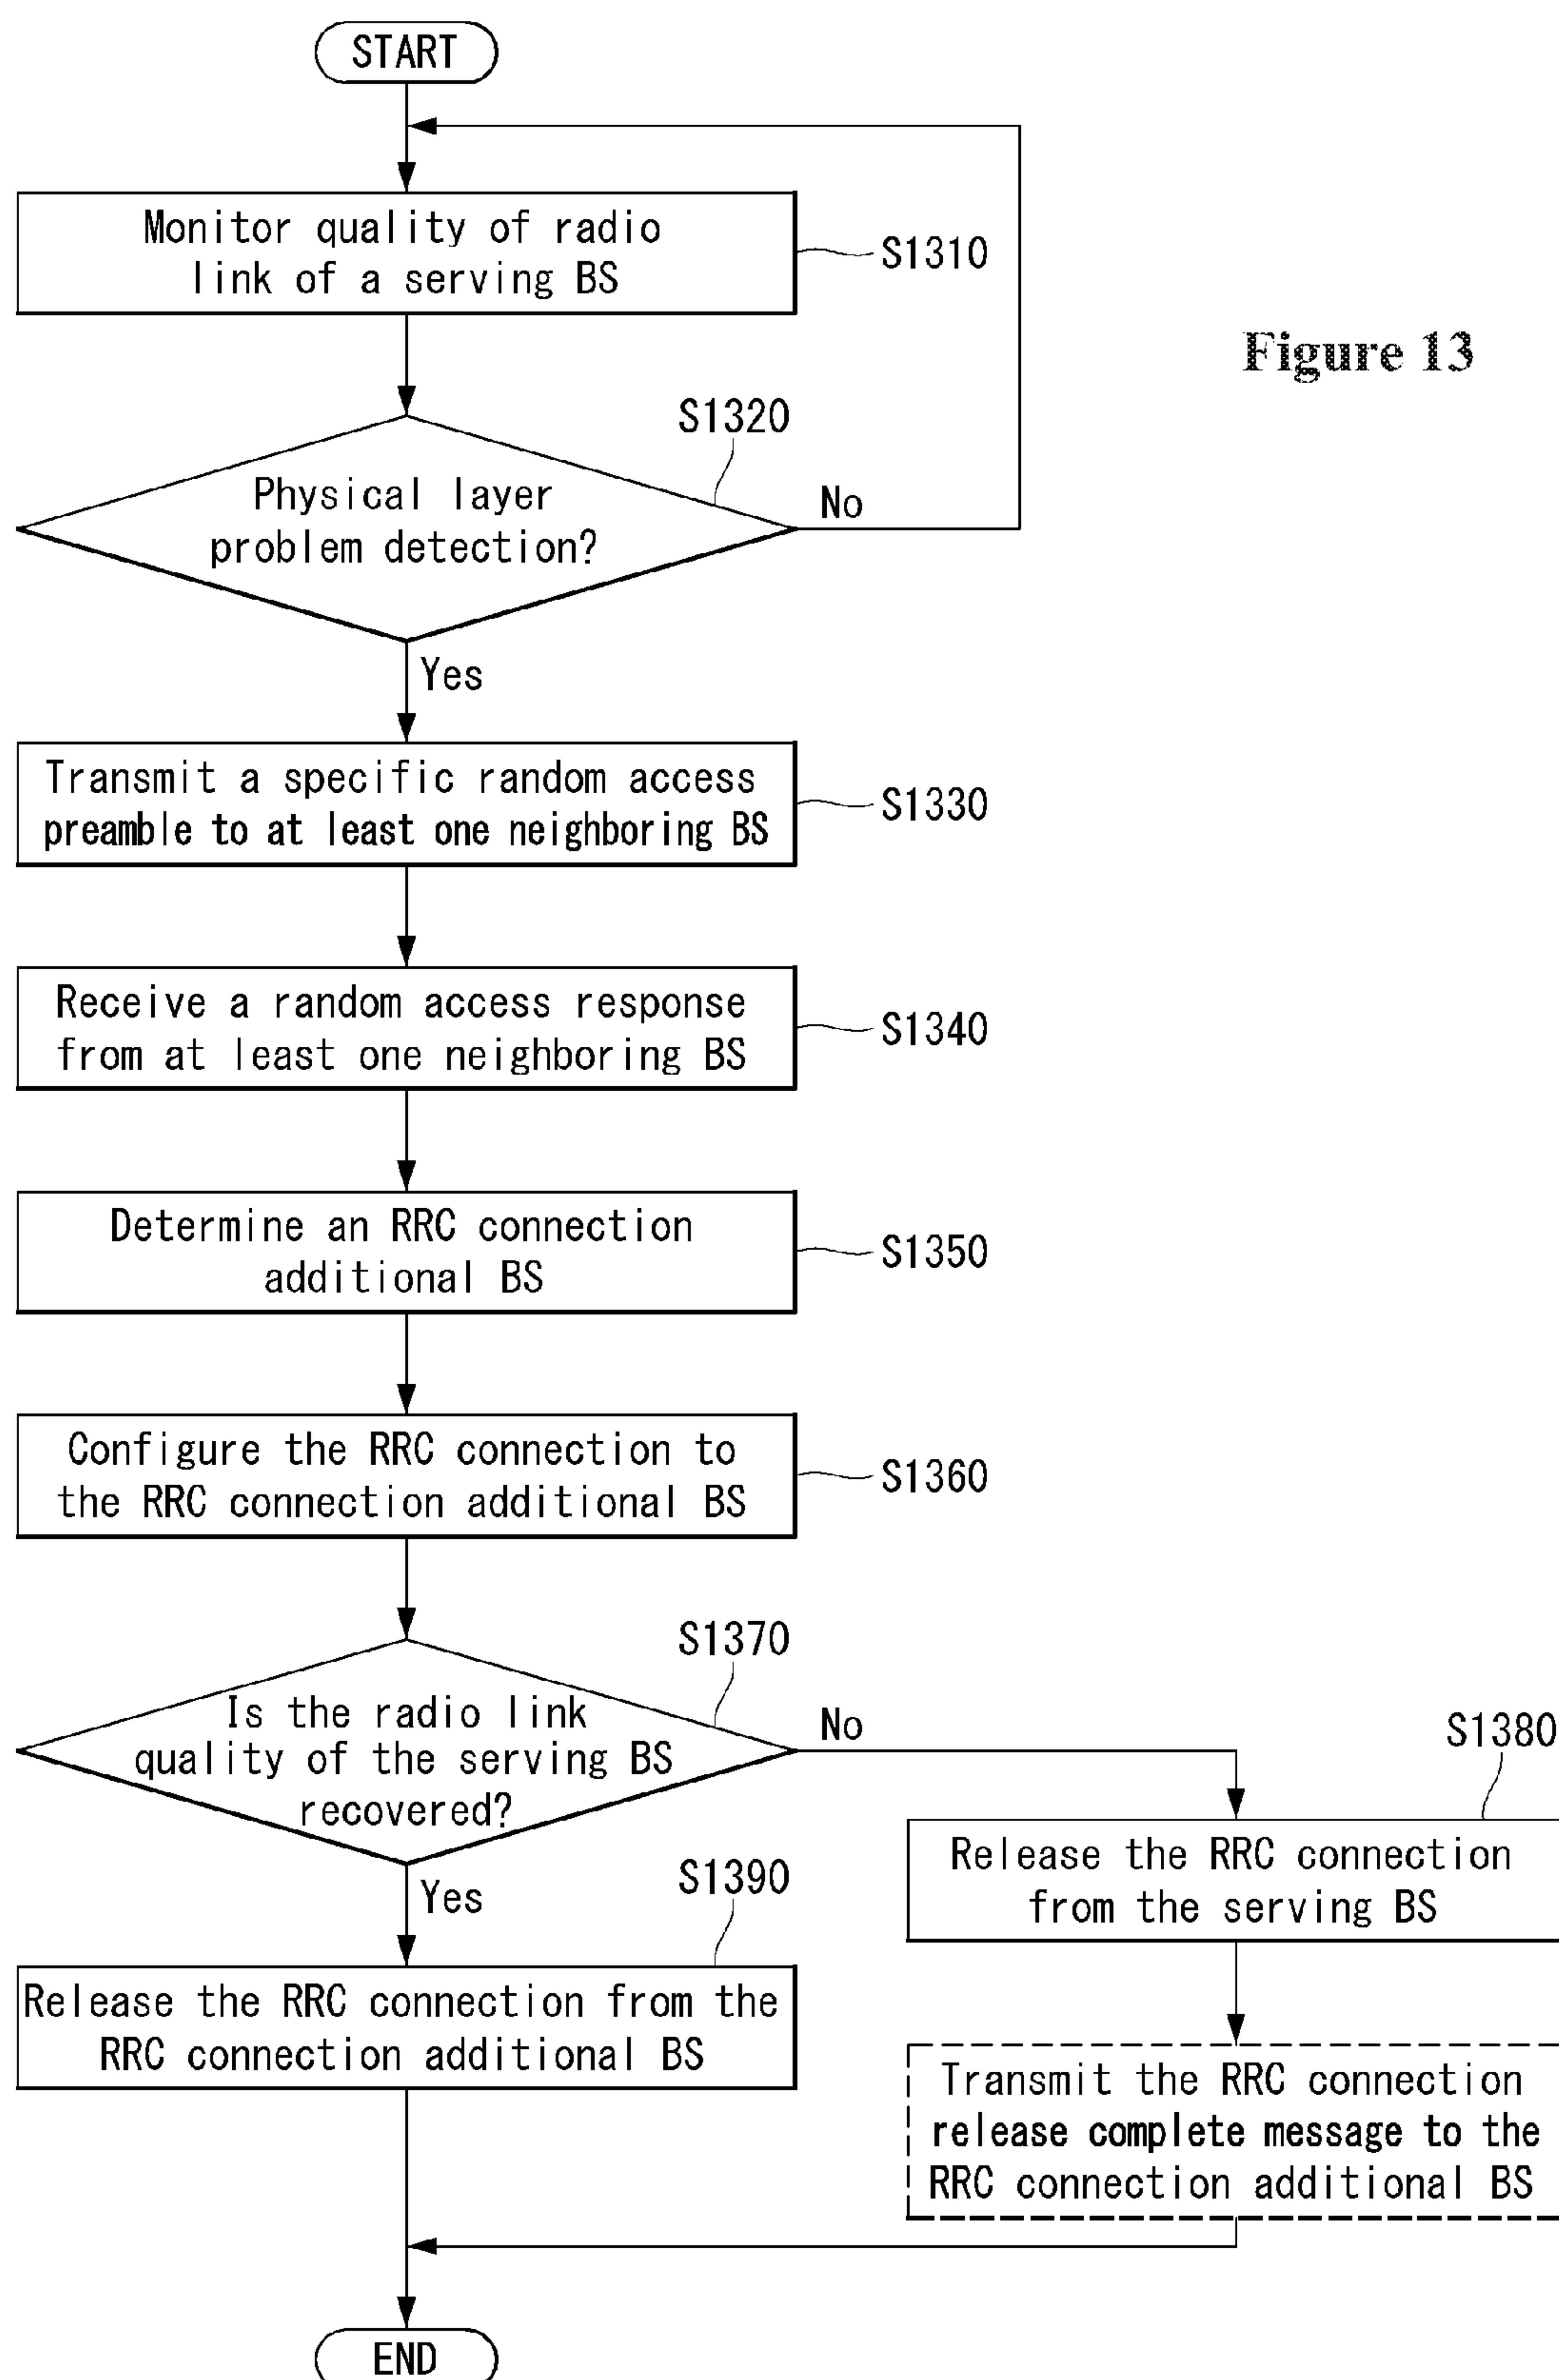 START
Monitor quality of radio
link of a serving BS
S1310
Figure 13
S1320
Physical layer
problem detection?
No
Yes
Transmit a specific random access
preamble to at least one neighboring BS
S1330
Receive a random access response
from at least one neighboring BS
S1340
Determine an RRC connection
additional BS
S1350
Configure the RRC connection to
the RRC connection additional BS
S1360
S1370
Is the radio link
quality of the serving BS
recovered?
No
Yes
S1380
Release the RRC connection
from the serving BS
S1390
Release the RRC connection from the
RRC connection additional BS
Transmit the RRC connection
release complete message to the
RRC connection additional BS
END